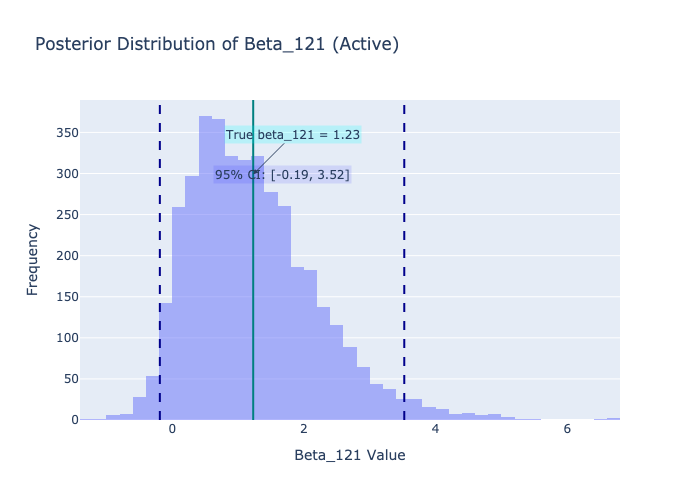 Posterior Distribution of Beta_121 (Active)
350
300
250
200
150
100
50
0
Frequency
True beta_121 = 1.23
95% CI: [-0.19, 3.52]
0
2
4
6
Beta_121 Value